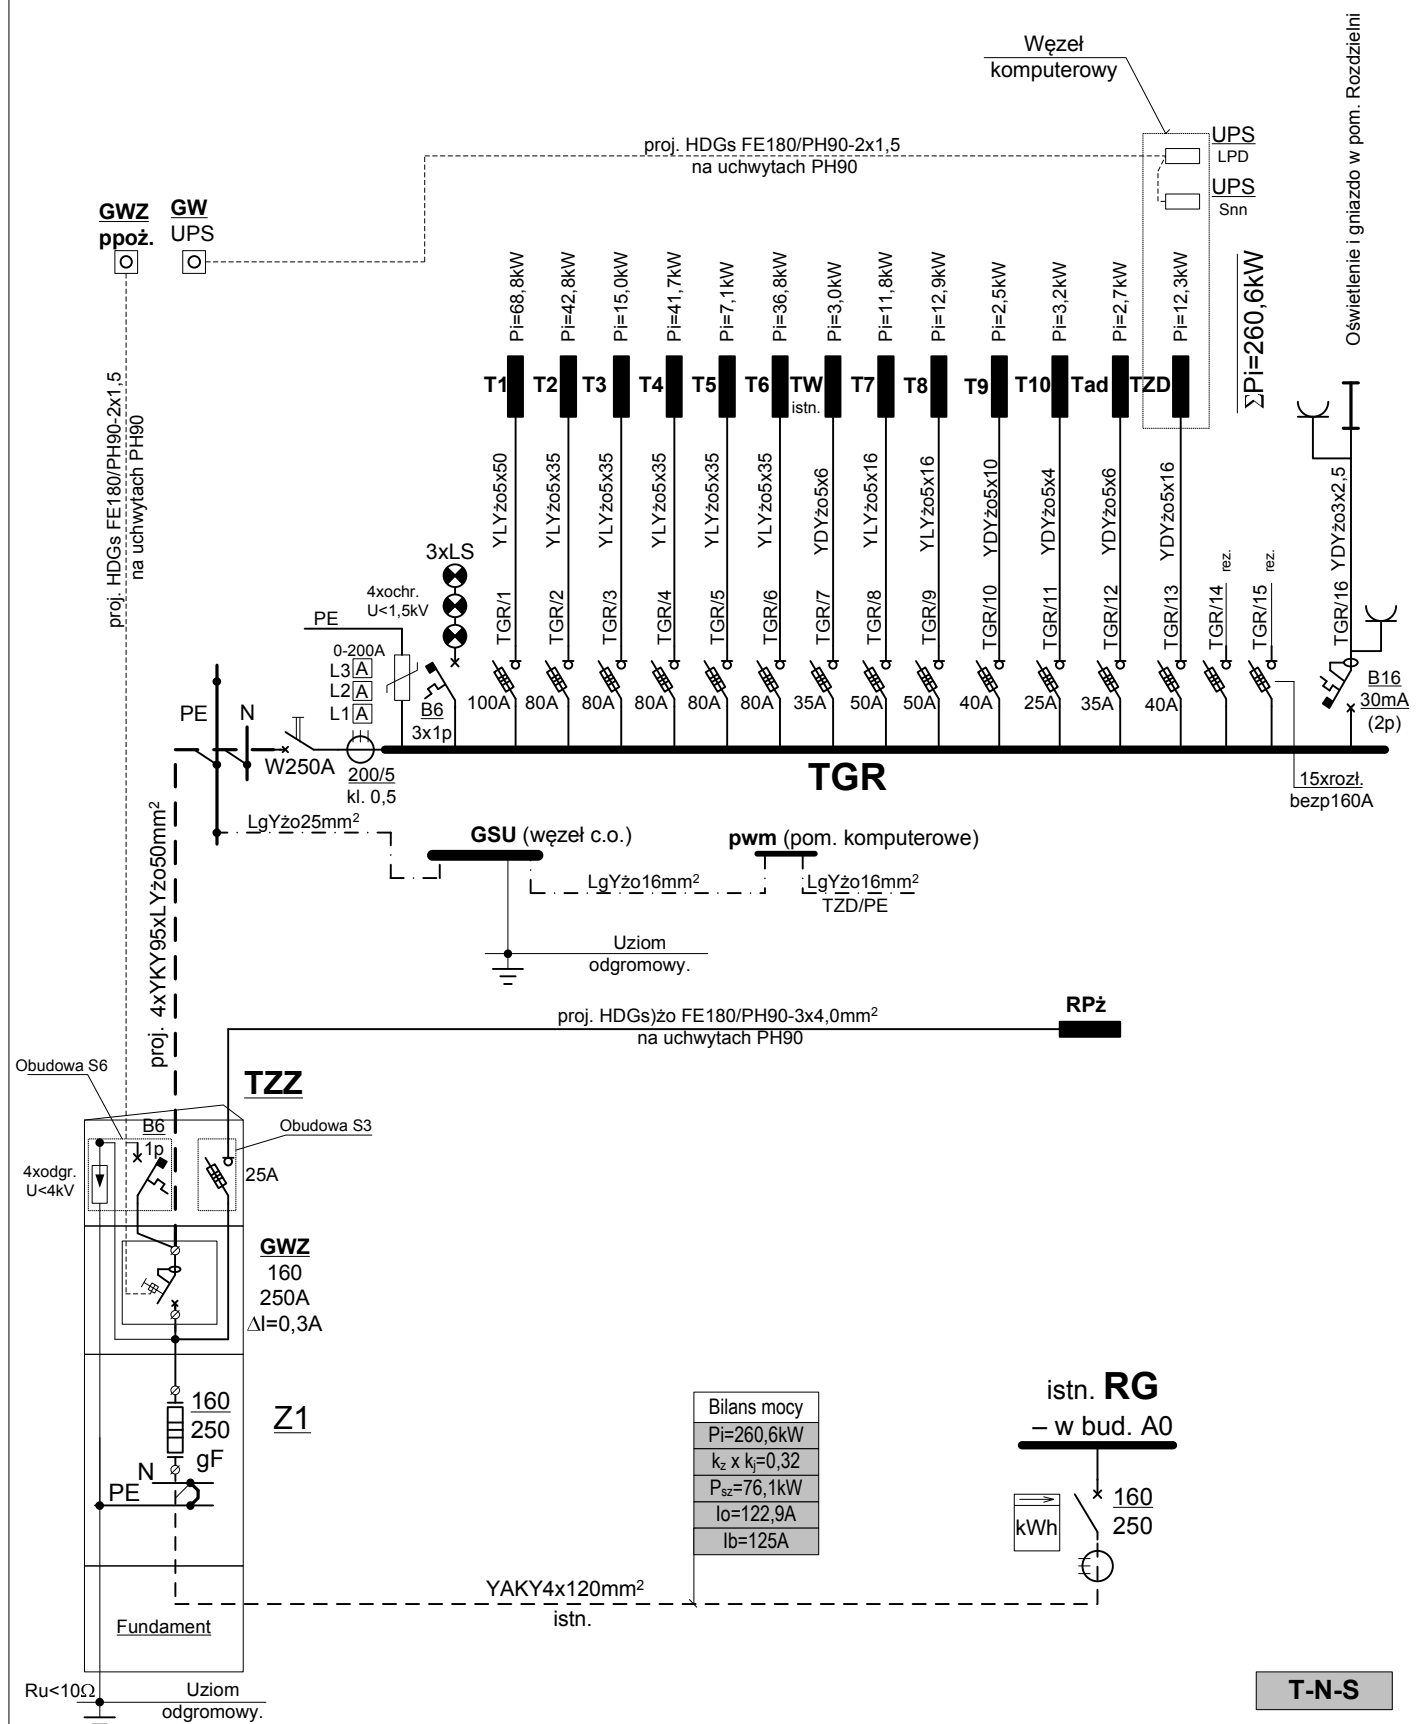 Węzeł
komputerowy
Oświetlenie i gniazdo w pom. Rozdzielni
proj. HDGs FE180/PH90-2x1,5
na uchwytach PH90
UPS
LPD
UPS
Snn
GWZ
ppoż.
GW
UPS
Pi=68,8kW
Pi=42,8kW
Pi=15,0kW
Pi=41,7kW
Pi=7,1kW
Pi=36,8kW
Pi=3,0kW
Pi=11,8kW
Pi=12,9kW
Pi=2,5kW
Pi=3,2kW
Pi=2,7kW
Pi=12,3kW
ΣPi=260,6kW
T1
T2
T3
T4
T5
T6
TW
istn.
T7
T8
T9
T10
Tad
TZD
proj. HDGs FE180/PH90-2x1,5
na uchwytach PH90
YLYżo5x50
YLYżo5x35
YLYżo5x35
YLYżo5x35
YLYżo5x35
YLYżo5x35
YDYżo5x6
YLYżo5x16
YLYżo5x16
YDYżo5x10
YDYżo5x4
YDYżo5x6
YDYżo5x16
YDYżo3x2,5
3xLS
4xochr.
U<1,5kV
PE
0-200A
L3 A
L2 A
L1 A
TGR/1
TGR/2
TGR/3
TGR/4
TGR/5
TGR/6
TGR/7
TGR/8
TGR/9
TGR/10
TGR/11
TGR/12
TGR/13
TGR/14 rez.
TGR/15 rez.
TGR/16
B6
3x1p
100A
80A
80A
80A
80A
80A
35A
50A
50A
40A
25A
35A
40A
B16
30mA
(2p)
PE
N
W250A
200/5
kl. 0,5
TGR
15xrozł.
bezp160A
LgYżo25mm²
GSU (węzeł c.o.)
pwm (pom. komputerowe)
LgYżo16mm²
LgYżo16mm²
TZD/PE
proj. 4xYKY95xLYżo50mm²
Uziom
odgromowy.
proj. HDGs)żo FE180/PH90-3x4,0mm²
na uchwytach PH90
RPż
Obudowa S6
TZZ
B6
1p
Obudowa S3
4xodgr.
U<4kV
25A
GWZ
160
250A
ΔI=0,3A
160
250
gF
Z1
N
PE
Bilans mocy
Pi=260,6kW
kz x kj=0,32
Psz=76,1kW
Io=122,9A
Ib=125A
istn. RG
– w bud. A0
kWh
160
250
YAKY4x120mm²
istn.
Fundament
Ru<10Ω
Uziom
odgromowy.
T-N-S